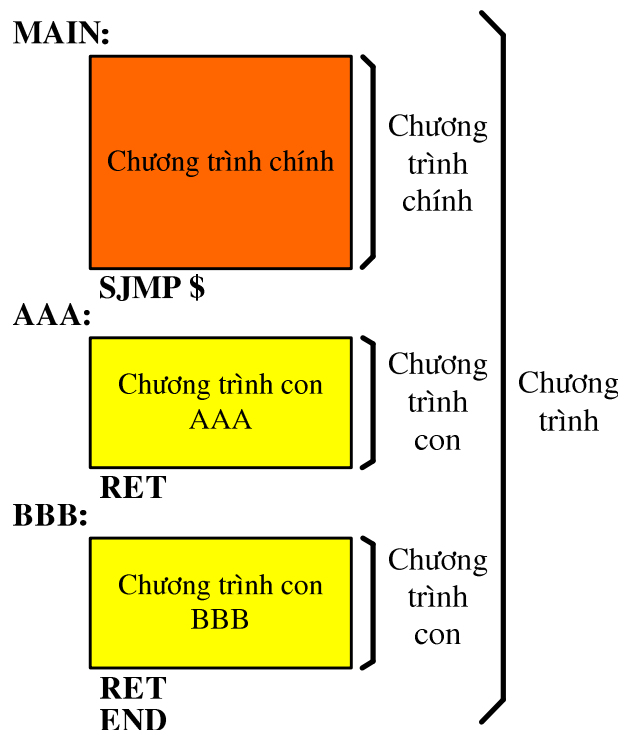 MAIN:
Chương trình chính
Chương
trình
chính
SJMP $
AAA:
Chương trình con
AAA
Chương
trình
con
RET
BBB:
Chương trình con
BBB
Chương
trình
con
RET
END
Chương
trình